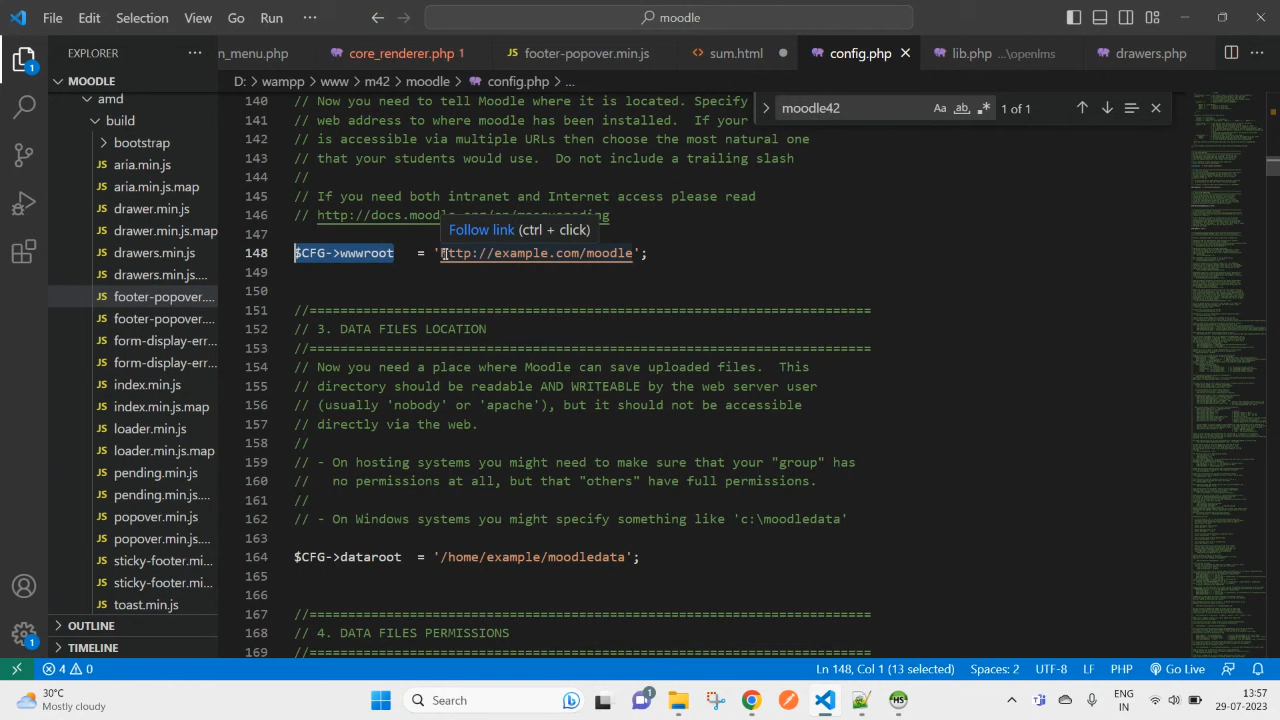 File Edit Selection View Go Run ··· moodle
EXPLORER ···
n_menu.php core_renderer.php 1 footer-popover.min.js sum.html config.php lib.php ...\openlms drawers.php ···
MOODLE
D: > wampp > www > m42 > moodle > config.php > ...
moodle42 Aa ab 1 of 1
amd
build
bootstrap
aria.min.js
aria.min.js.map
drawer.min.js
drawer.min.js.map
drawers.min.js
drawers.min....
footer-popover....
footer-popover....
form-display-err...
form-display-err...
index.min.js
index.min.js.map
loader.min.js
loader.min.js.map
pending.min.js
pending.min.js....
popover.min.js
popover.min.js....
sticky-footer.mi...
sticky-footer.mi...
toast.min.js
OUTLINE
TIMELINE
140 // Now you need to tell Moodle where it is located. Specify
141 // web address to where moodle has been installed. If your
142 // is accessible via multiple URLs then choose the most natural one
143 // that your students would use. Do not include a trailing slash
144 //
145 // If you need both intranet and Internet access please read
146 // http://docs.moodle.org/en/masquerading
147
Follow link (ctrl + click)
148 $CFG->wwwroot 'http://example.com/moodle';
149
150
151 //=========================================================================
152 // 3. DATA FILES LOCATION
153 //=========================================================================
154 // Now you need a place where Moodle can save uploaded files. This
155 // directory should be readable AND WRITEABLE by the web server user
156 // (usually 'nobody' or 'apache'), but it should not be accessible
157 // directly via the web.
158 //
159 // - On hosting systems you might need to make sure that your "group" has
160 // no permissions at all, but that "others" have full permissions.
161 //
162 // - On Windows systems you might specify something like 'c:\moodledata'
163
164 $CFG->dataroot = '/home/example/moodledata';
165
166
167 //=========================================================================
168 // 4. DATA FILES PERMISSIONS
169 //=========================================================================
4 0 Ln 148, Col 1 (13 selected) Spaces: 2 UTF-8 LF PHP Go Live
30°C
Mostly cloudy
Search
1
ENG
IN
13:57
29-07-2023